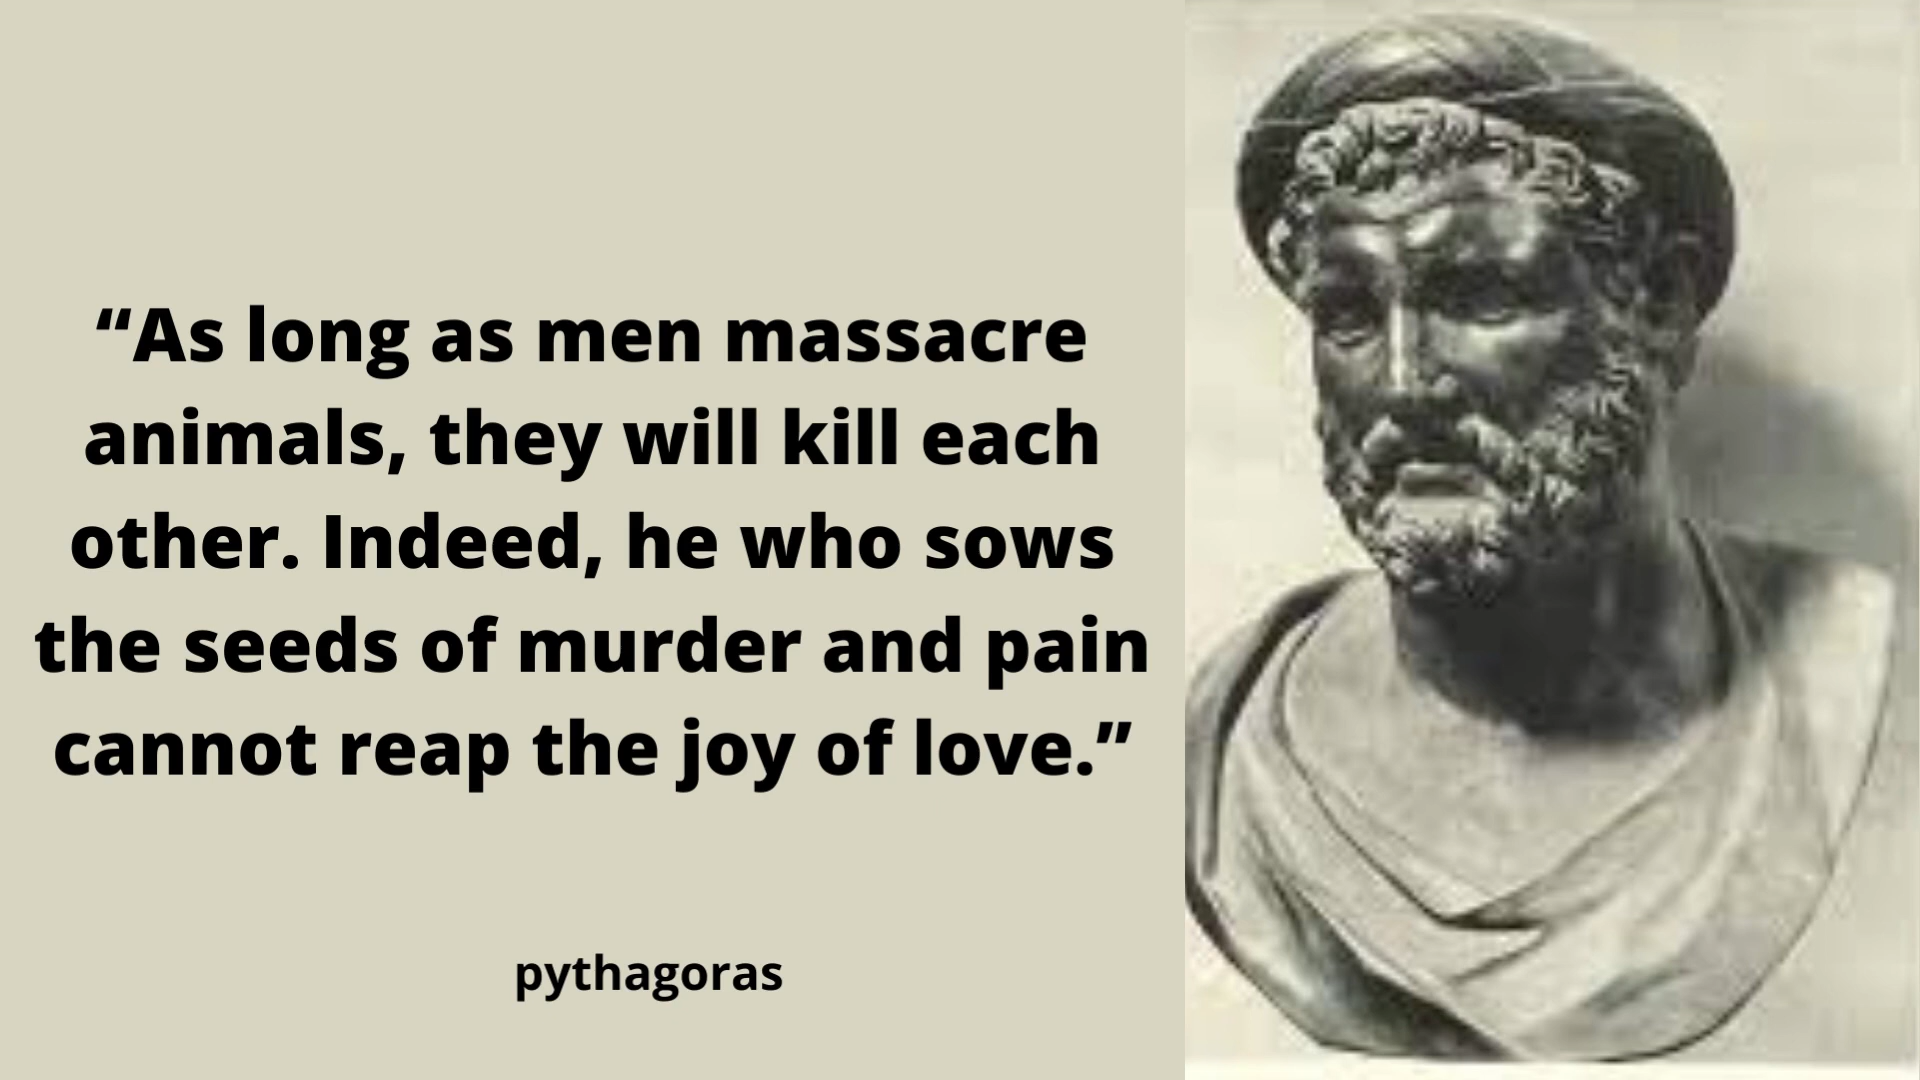 “As long as men massacre
animals, they will kill each
other. Indeed, he who sows
the seeds of murder and pain
cannot reap the joy of love.”
pythagoras